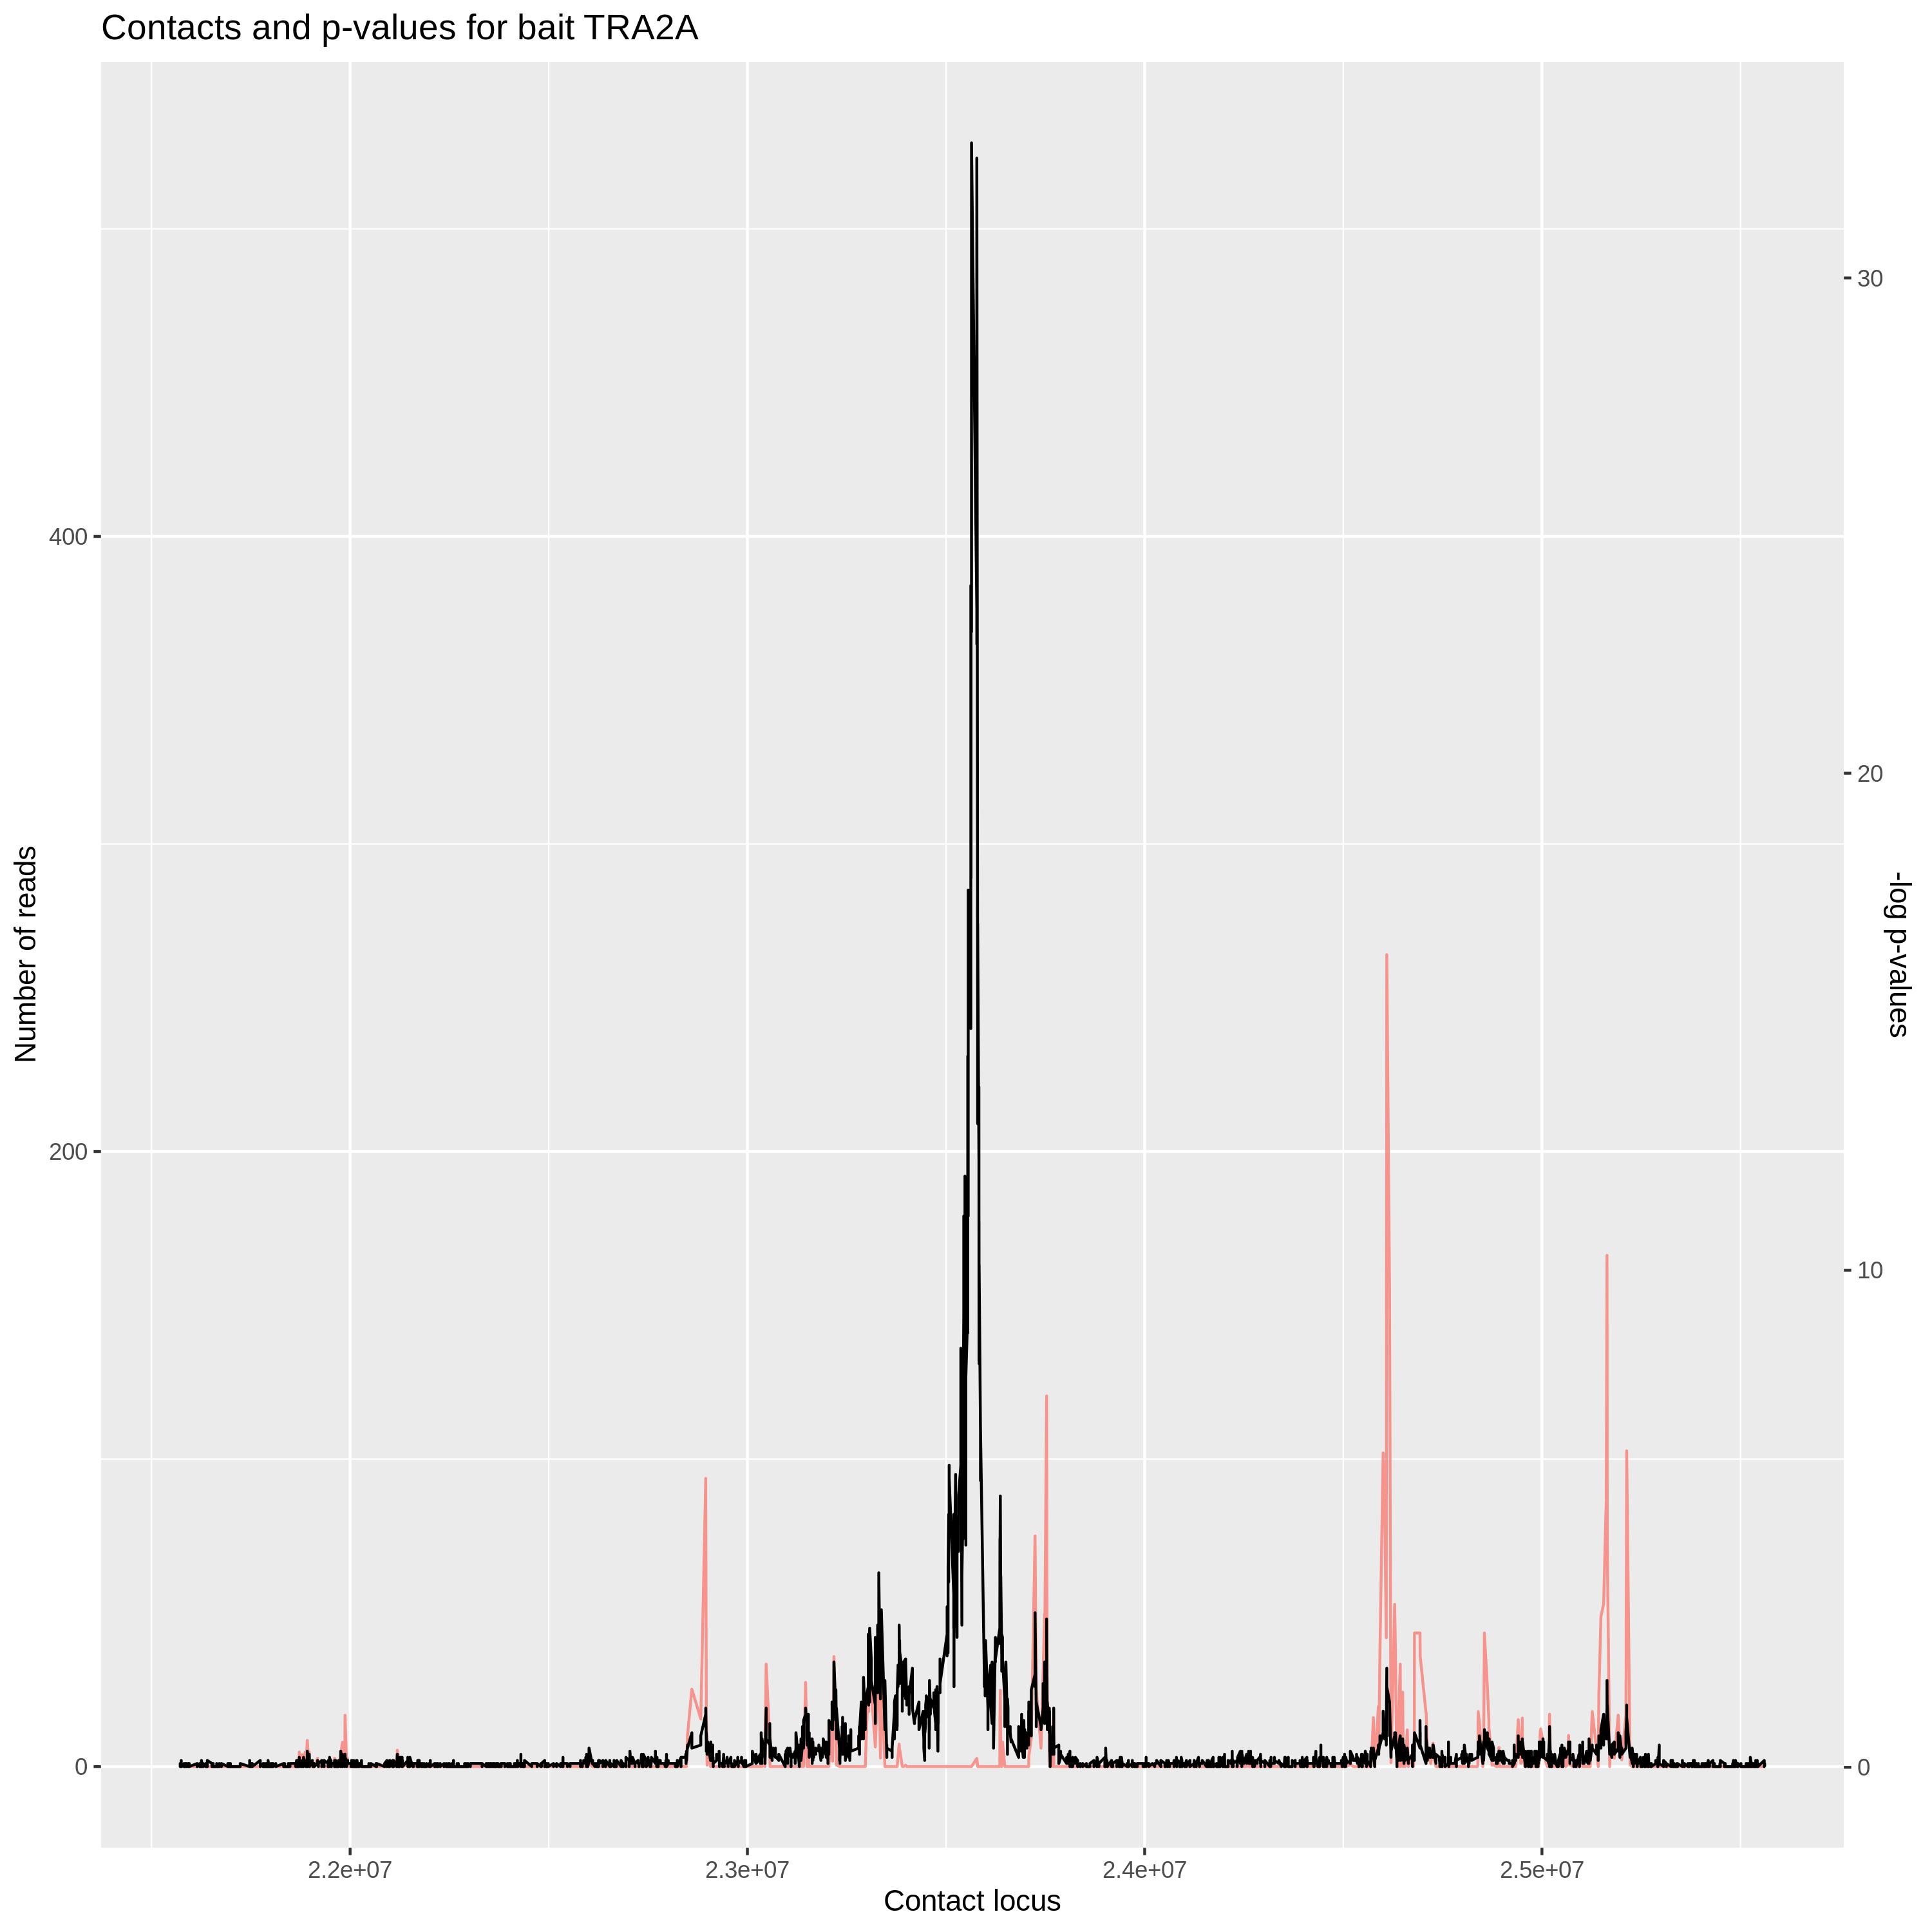 Contacts and p-values for bait TRA2A
Number of reads
400
200
0
30
20
10
0
-log p-values
2.2e+07 2.3e+07 2.4e+07 2.5e+07
Contact locus